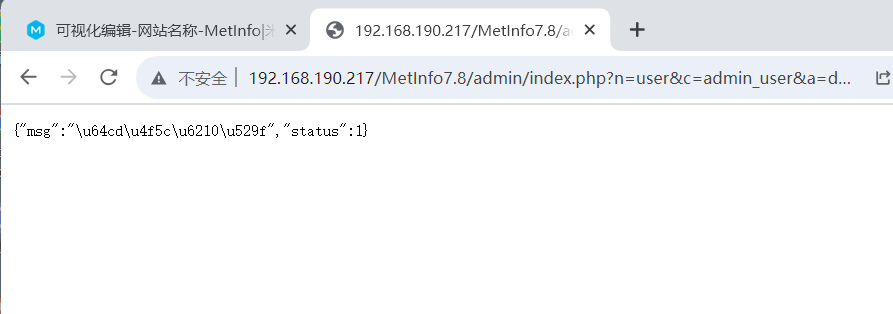 可视化编辑-网站名称-MetInfo|米
192.168.190.217/MetInfo7.8/ad
不安全 192.168.190.217/MetInfo7.8/admin/index.php?n=user&c=admin_user&a=d...
{"msg":"\u64cd\u4f5c\u6210\u529f","status":1}